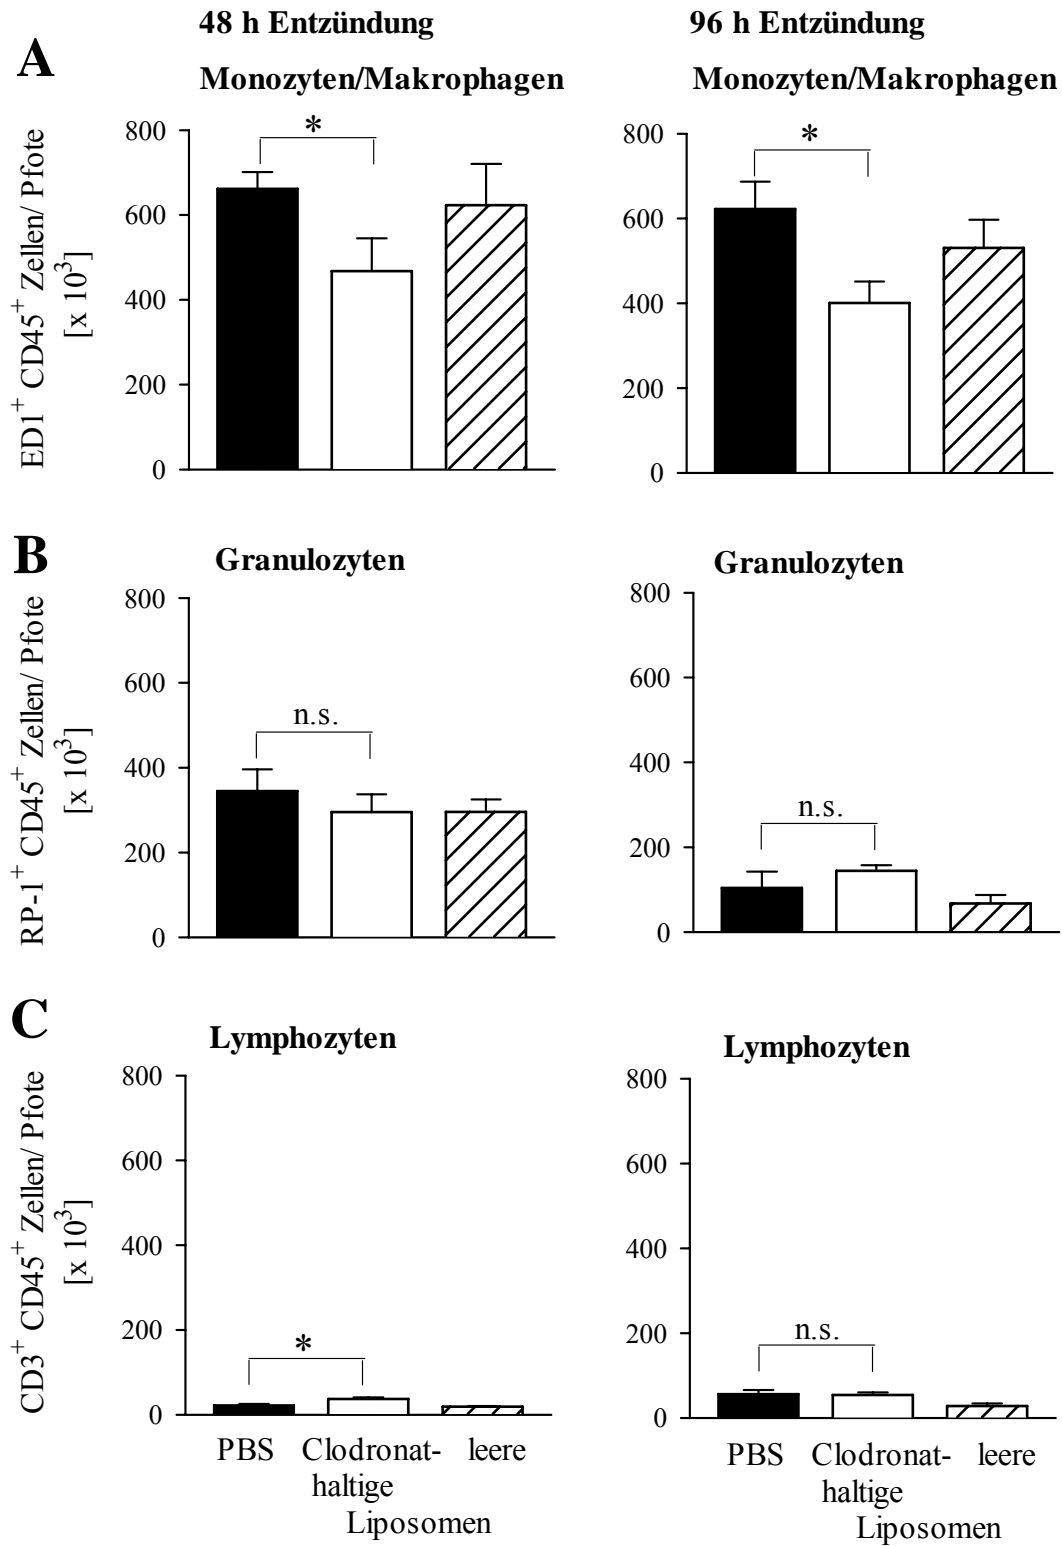 48 h Entzündung
96 h Entzündung
A
Monozyten/Makrophagen
Monozyten/Makrophagen
ED1+ CD45+ Zellen/ Pfote
[x 10³]
800
600
400
200
0
*
800
600
400
200
0
*
B
Granulozyten
Granulozyten
RP-1+ CD45+ Zellen/ Pfote
[x 10³]
800
600
400
200
0
n.s.
800
600
400
200
0
n.s.
C
Lymphozyten
Lymphozyten
CD3+ CD45+ Zellen/ Pfote
[x 10³]
800
600
400
200
0
*
800
600
400
200
0
n.s.
PBS Clodronat- leere
haltige
Liposomen
PBS Clodronat- leere
haltige
Liposomen